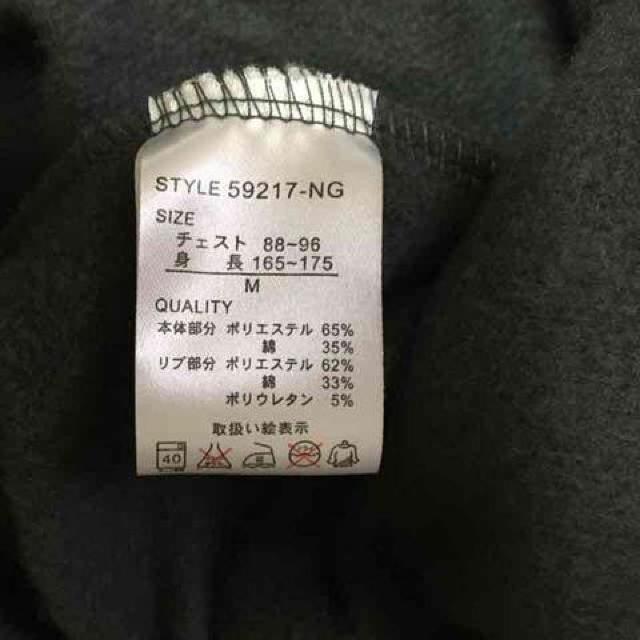 STYLE 59217-NG
SIZE
チェスト 88~96
身 長 165~175
M
QUALITY
本体部分 ポリエステル 65%
綿 35%
リブ部分 ポリエステル 62%
綿 33%
ポリウレタン 5%
取扱い絵表示
40